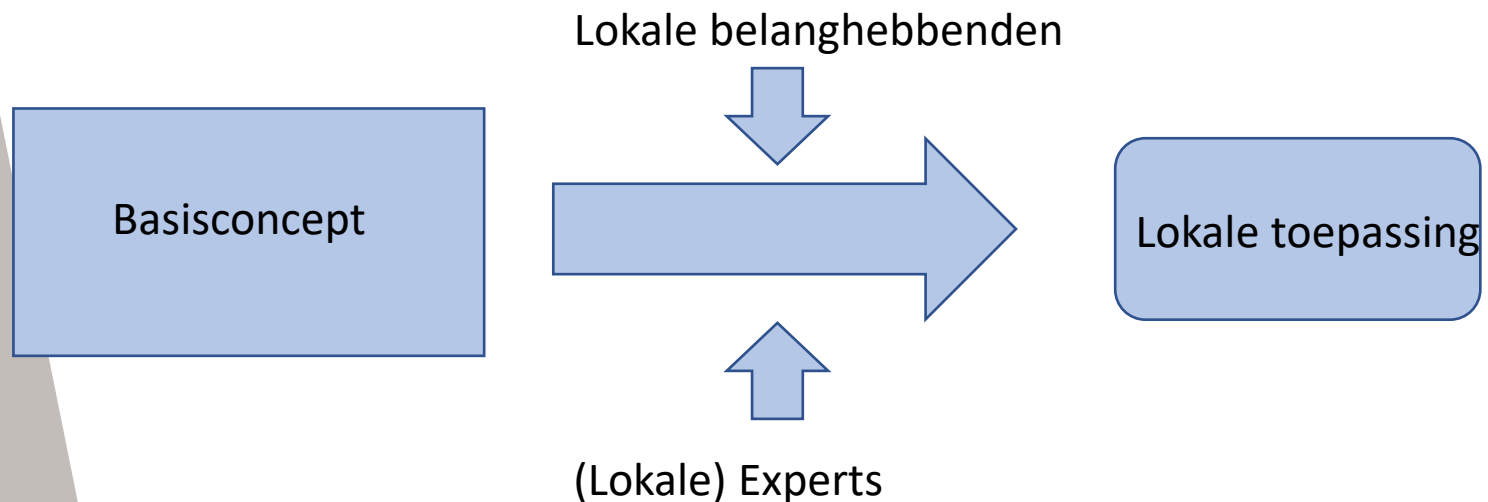 Lokale belanghebbenden
Basisconcept
Lokale toepassing
(Lokale) Experts